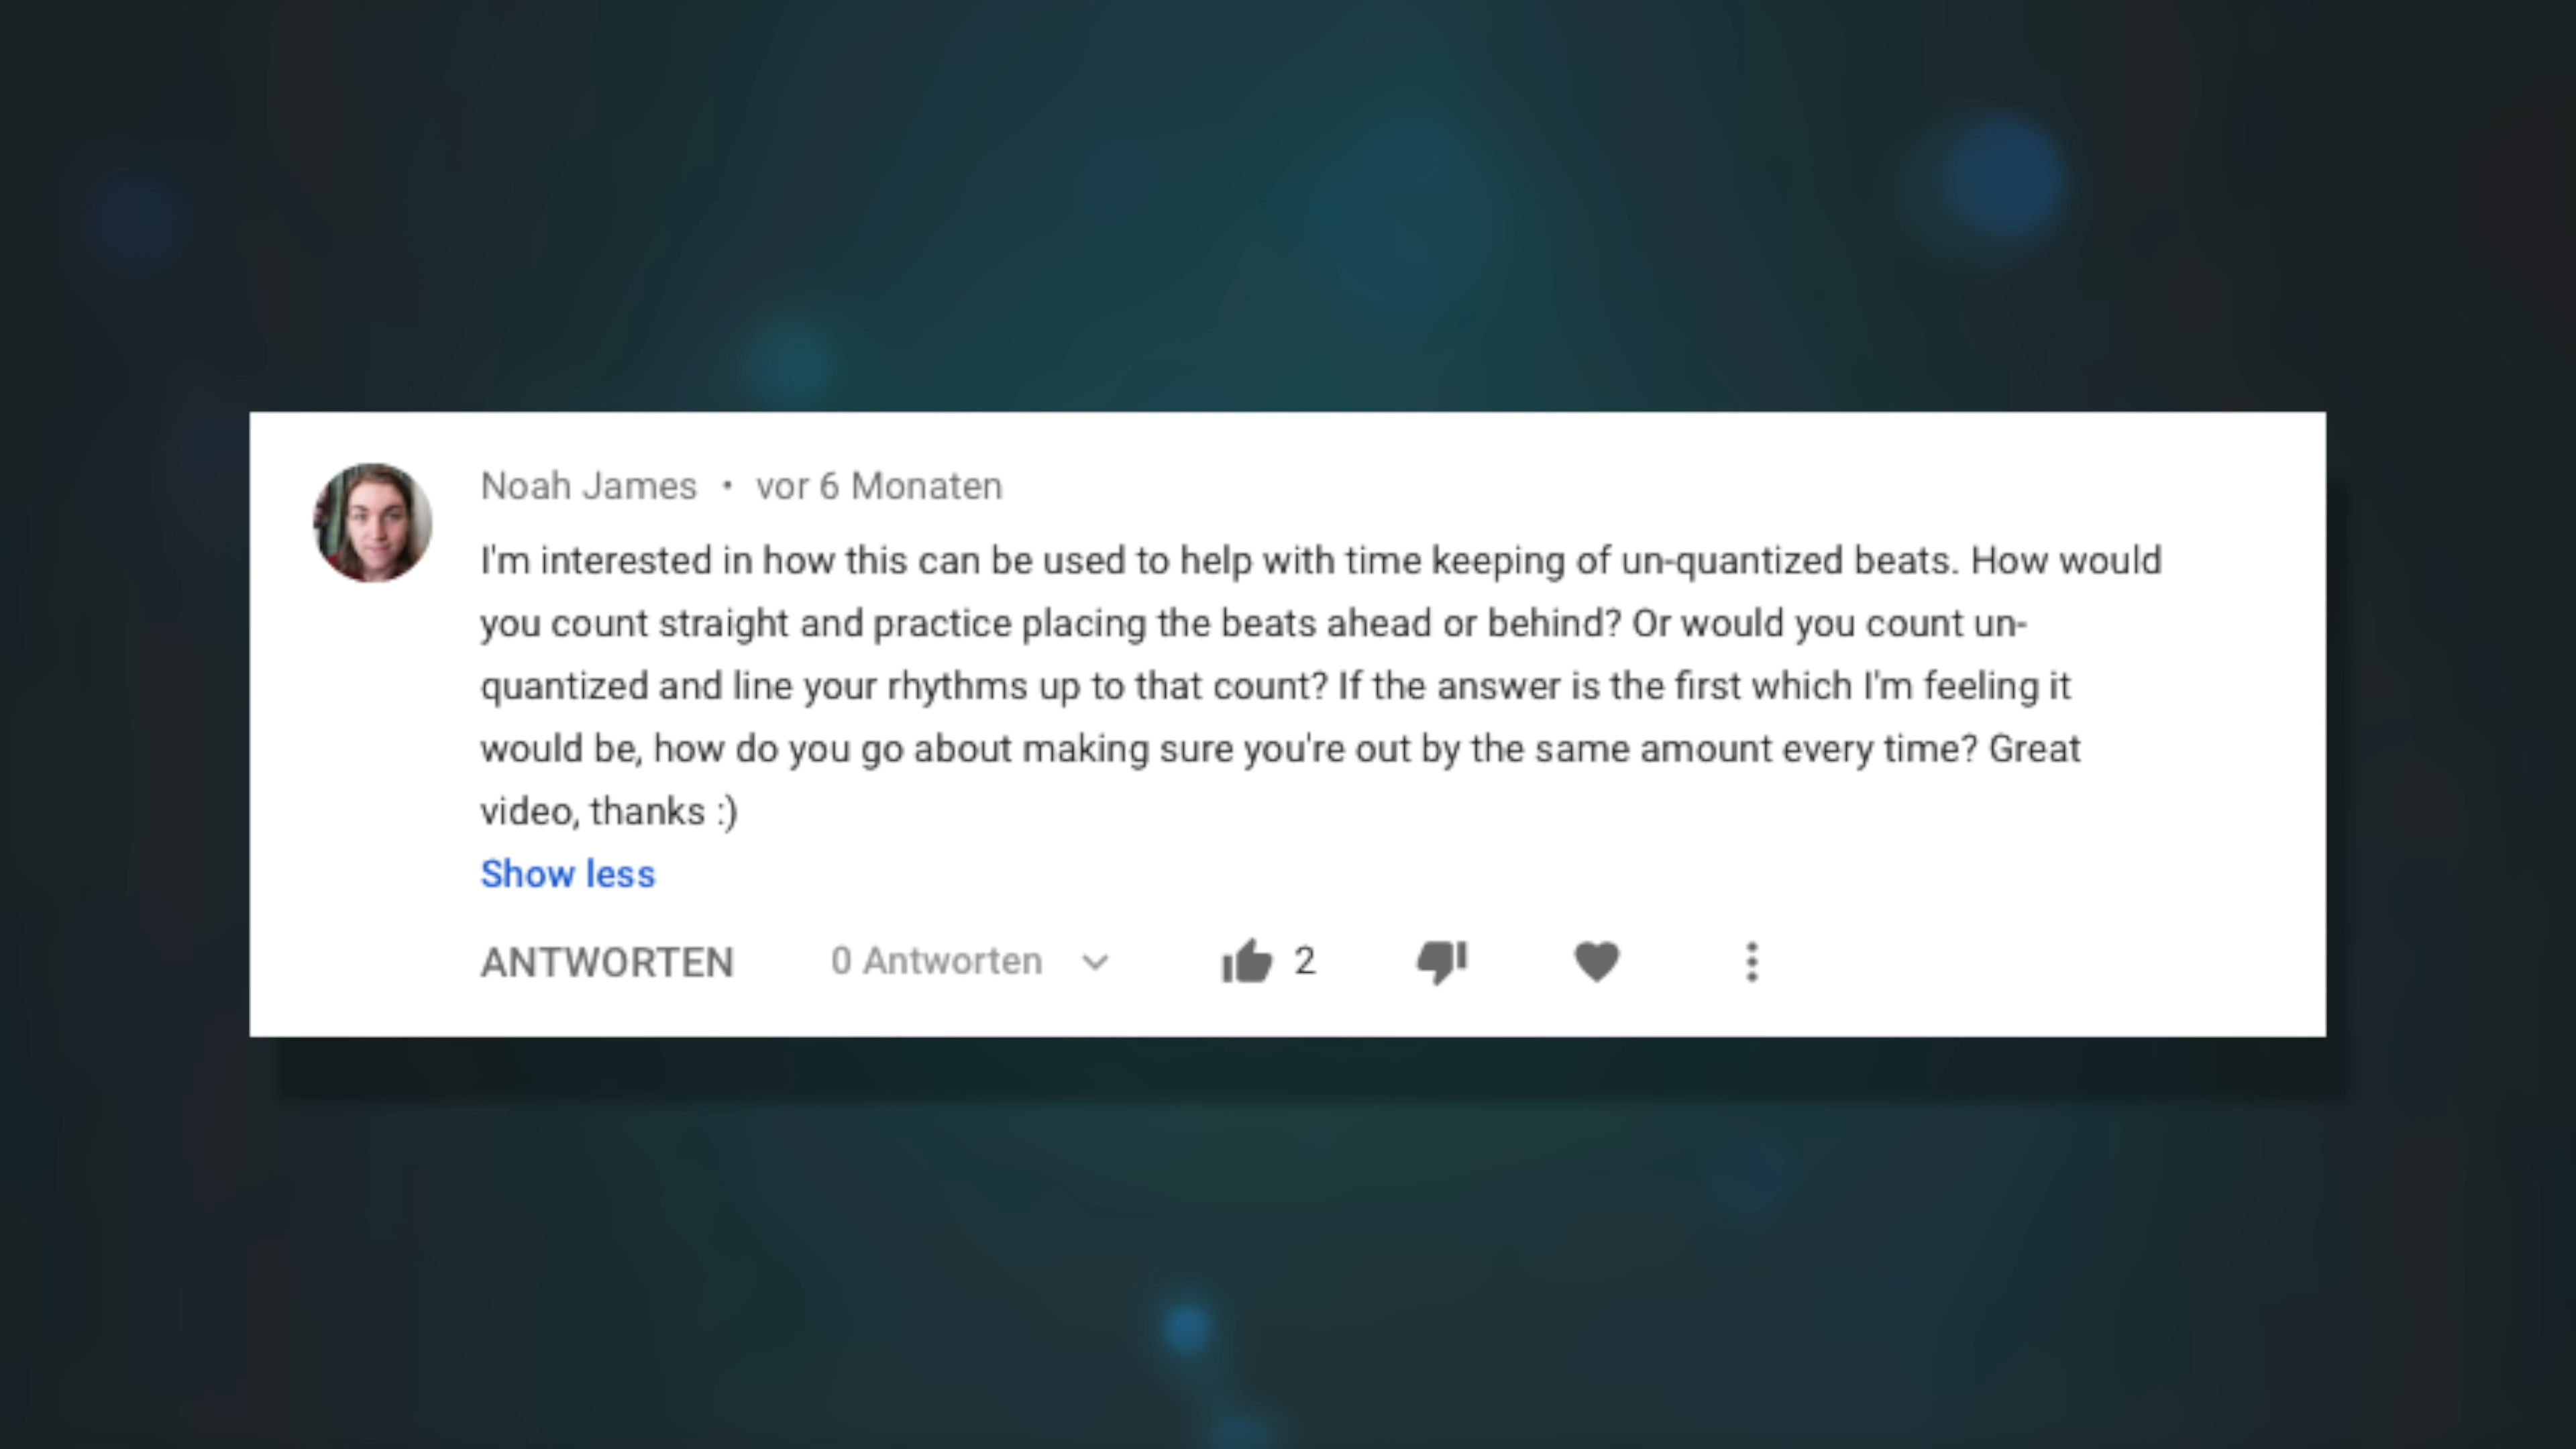 Noah James • vor 6 Monaten
I'm interested in how this can be used to help with time keeping of un-quantized beats. How would
you count straight and practice placing the beats ahead or behind? Or would you count un-
quantized and line your rhythms up to that count? If the answer is the first which I'm feeling it
would be, how do you go about making sure you're out by the same amount every time? Great
video, thanks :)
Show less
ANTWORTEN 0 Antworten 2